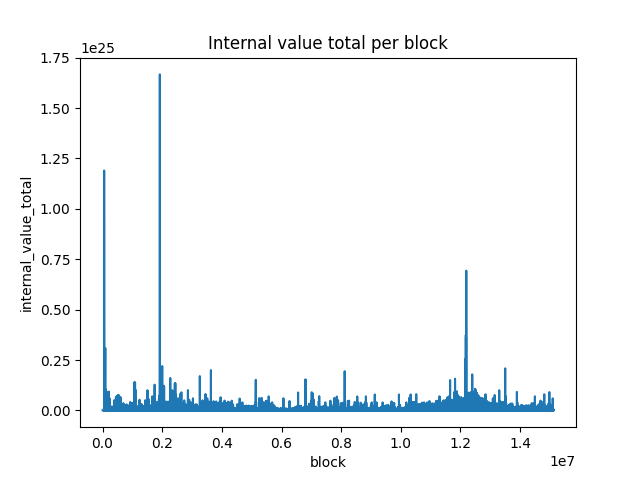 Internal value total per block
1e25
1.75
1.50
1.25
1.00
0.75
0.50
0.25
0.00
internal_value_total
0.0 0.2 0.4 0.6 0.8 1.0 1.2 1.4
block
1e7